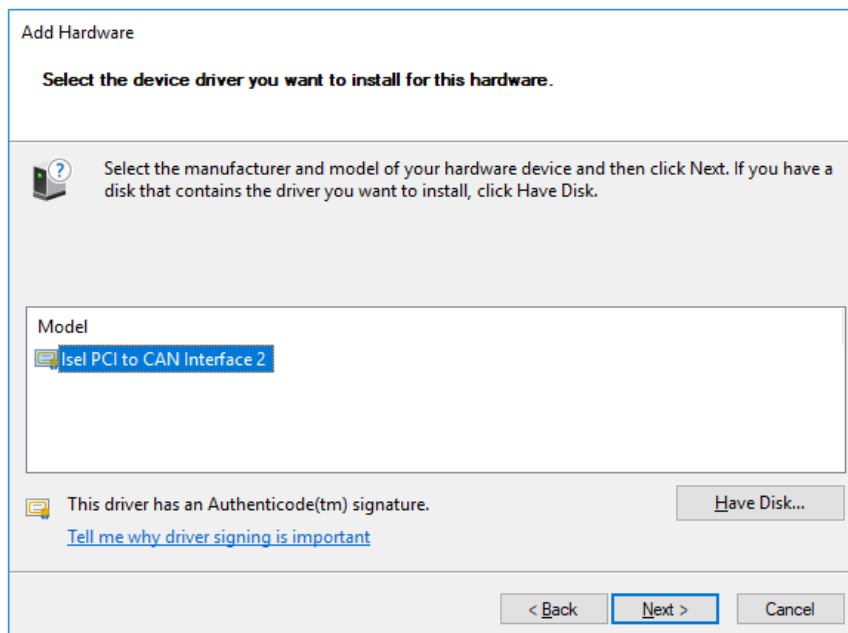 Add Hardware
Select the device driver you want to install for this hardware.
Select the manufacturer and model of your hardware device and then click Next. If you have a
disk that contains the driver you want to install, click Have Disk.
Model
Isel PCI to CAN Interface 2
This driver has an Authenticode(tm) signature.
Have Disk...
Tell me why driver signing is important
< Back
Next >
Cancel